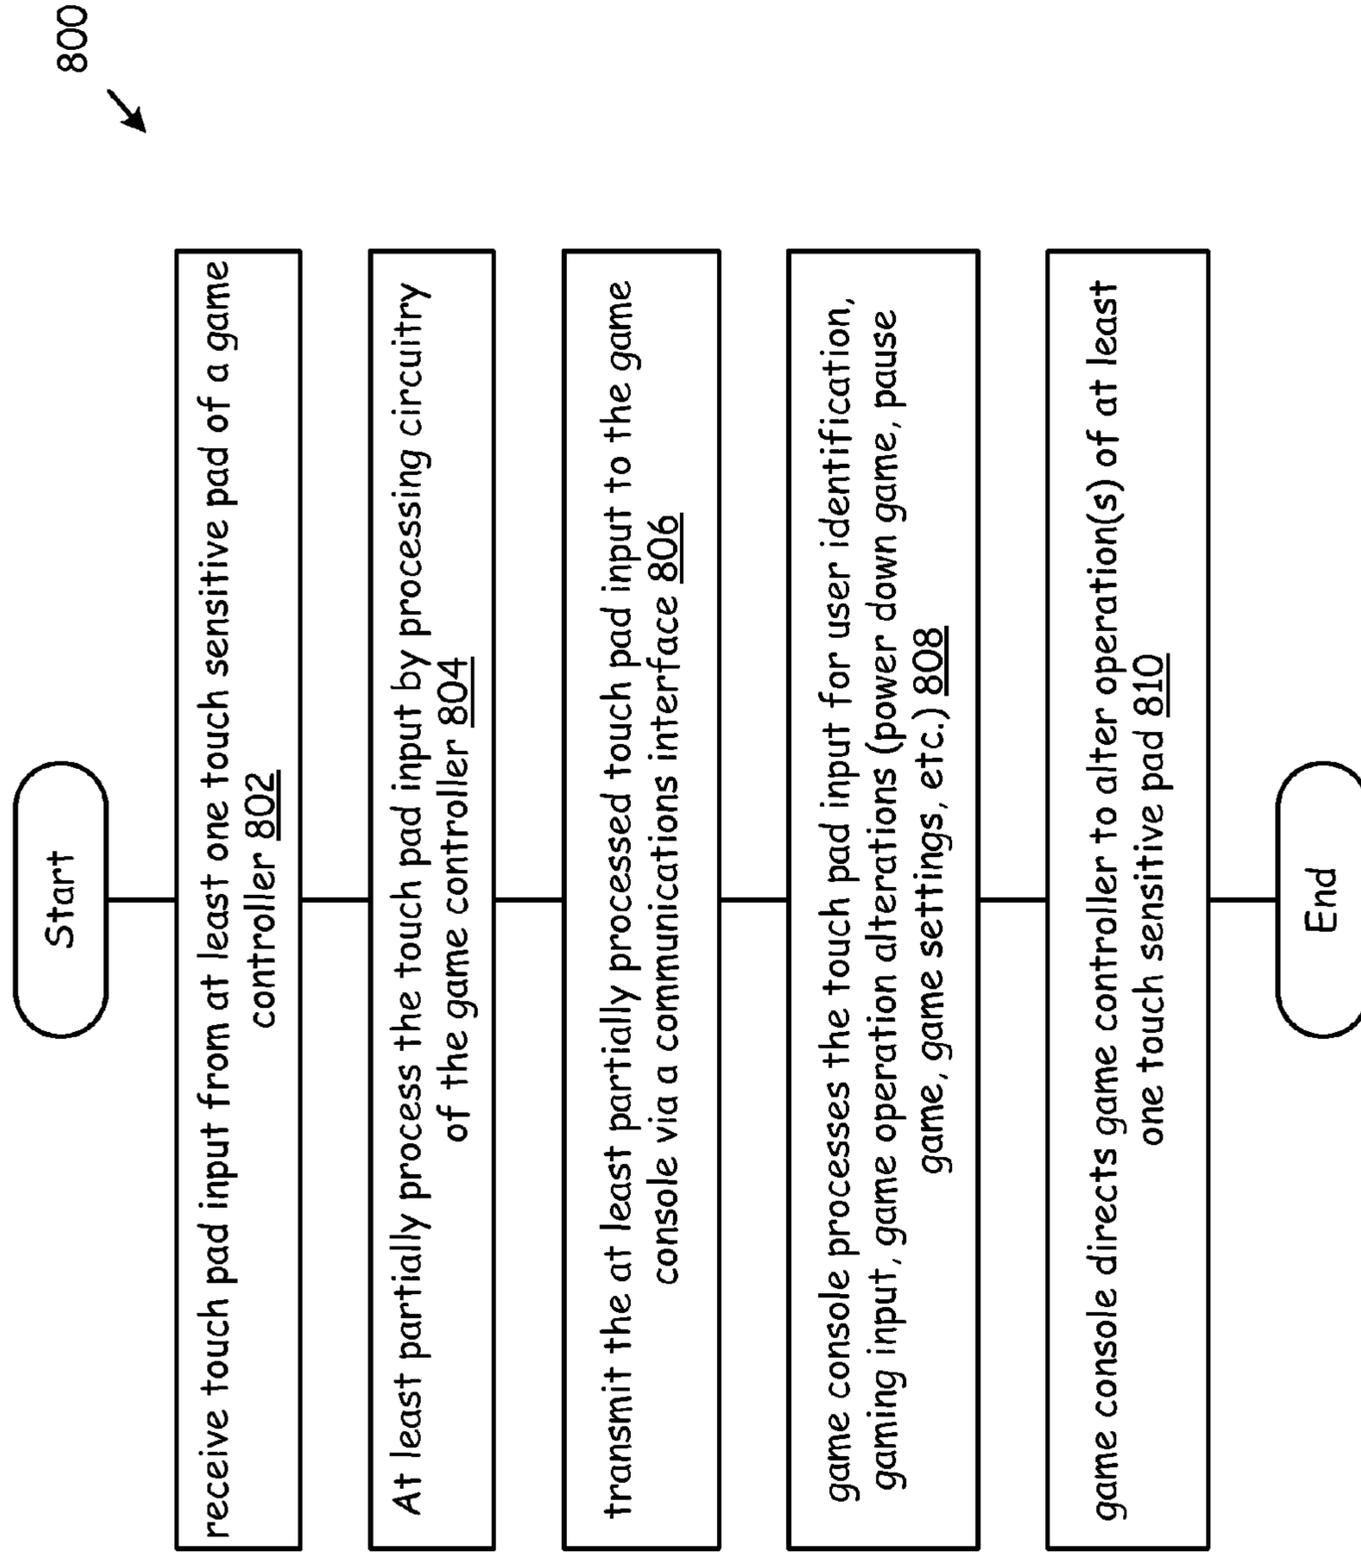 800
Start
receive touch pad input from at least one touch sensitive pad of a game
controller 802
At least partially process the touch pad input by processing circuitry
of the game controller 804
transmit the at least partially processed touch pad input to the game
console via a communications interface 806
game console processes the touch pad input for user identification,
gaming input, game operation alterations (power down game, pause
game, game settings, etc.) 808
game console directs game controller to alter operation(s) of at least
one touch sensitive pad 810
End